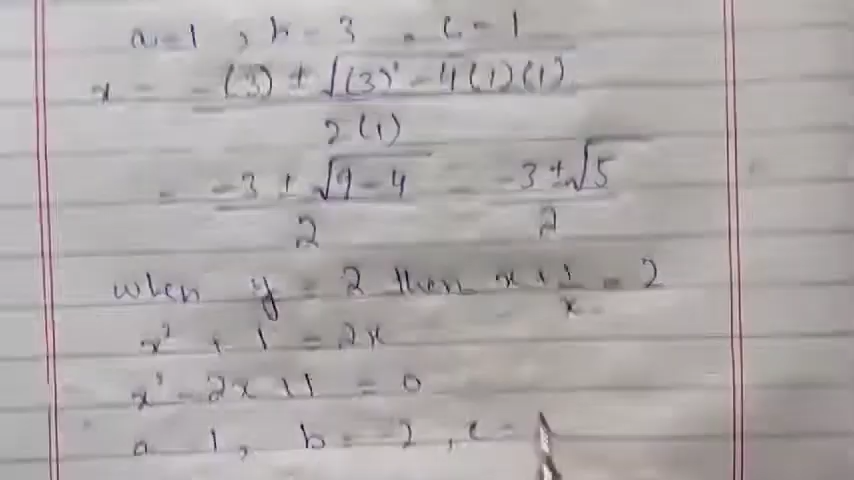 a = 1 , b = 3 , c = 1
x = -(3) ± √(3)² - 4(1)(1) / 2(1)
= -3 ± √9 - 4 / 2 = -3 ± √5 / 2
when y = 2 then x + 1/x = 2
x² + 1 = 2x
x² - 2x + 1 = 0
a = 1, b = -2, c =